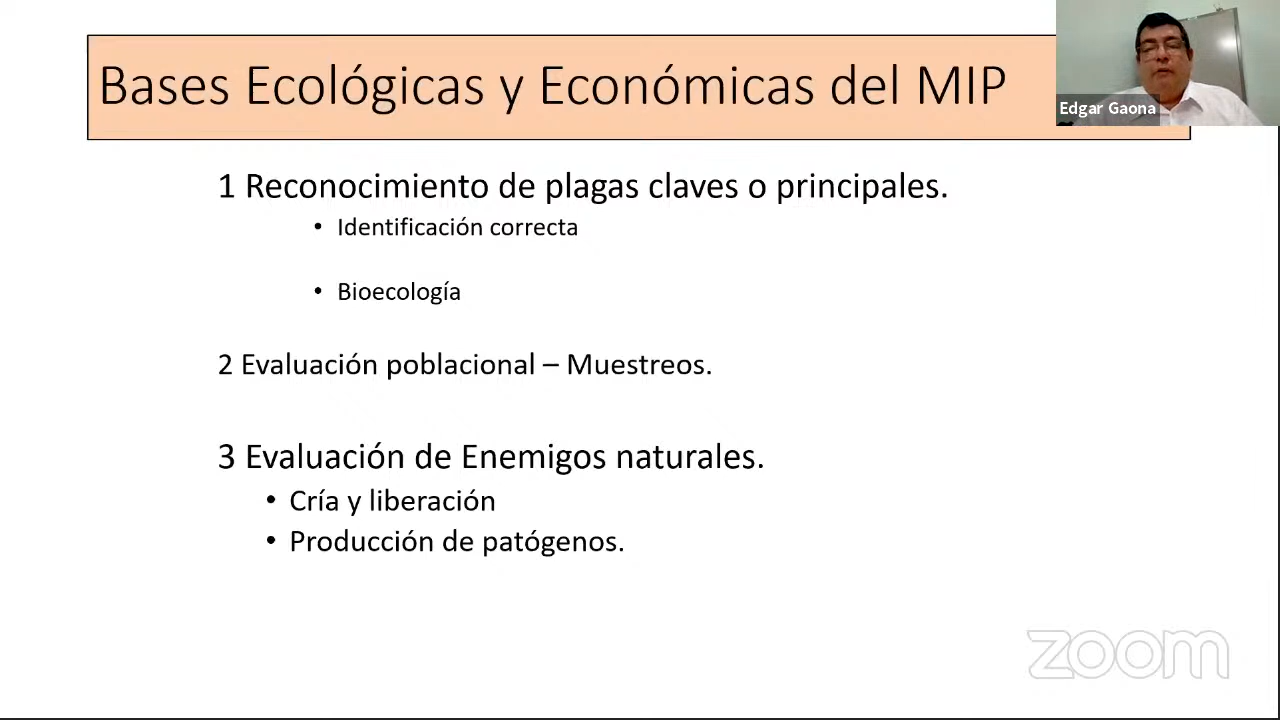 Bases Ecológicas y Económicas del MIP
Edgar Gaona
1 Reconocimiento de plagas claves o principales.
• Identificación correcta
• Bioecología
2 Evaluación poblacional – Muestreos.
3 Evaluación de Enemigos naturales.
• Cría y liberación
• Producción de patógenos.
zoom